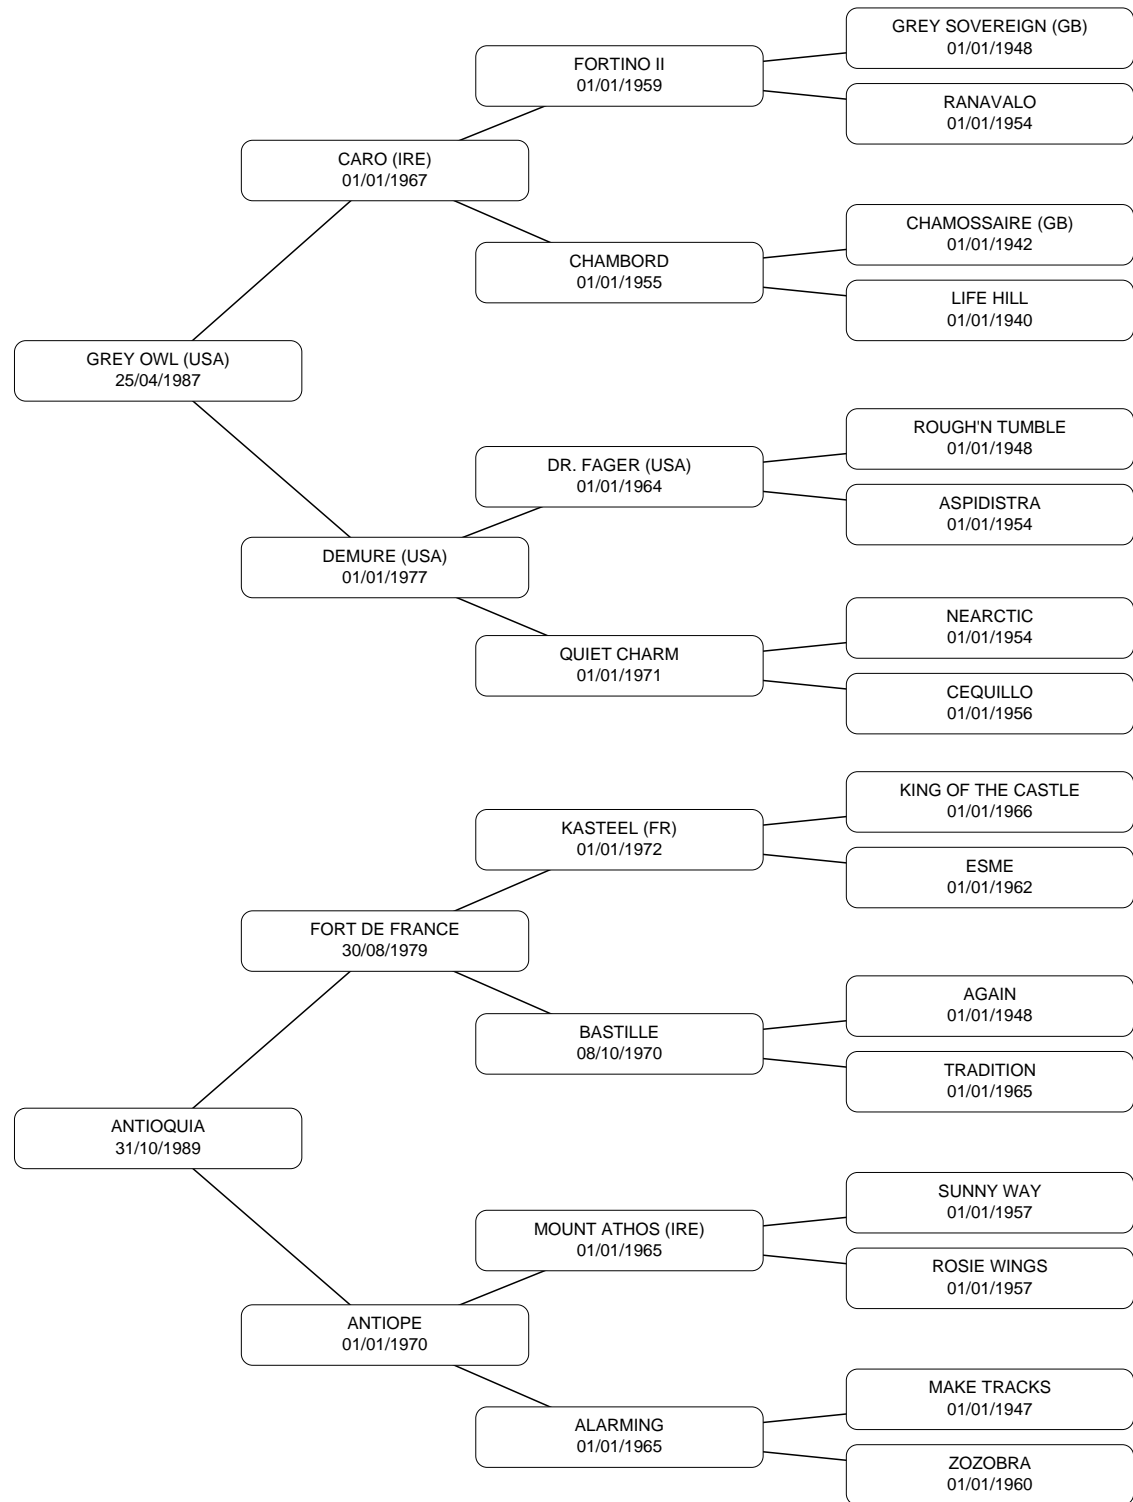 GREY SOVEREIGN (GB)
01/01/1948
FORTINO II
01/01/1959
RANAVALO
01/01/1954
CARO (IRE)
01/01/1967
CHAMOSSAIRE (GB)
01/01/1942
CHAMBORD
01/01/1955
LIFE HILL
01/01/1940
GREY OWL (USA)
25/04/1987
ROUGH'N TUMBLE
01/01/1948
DR. FAGER (USA)
01/01/1964
ASPIDISTRA
01/01/1954
DEMURE (USA)
01/01/1977
NEARCTIC
01/01/1954
QUIET CHARM
01/01/1971
CEQUILLO
01/01/1956
KING OF THE CASTLE
01/01/1966
KASTEEL (FR)
01/01/1972
ESME
01/01/1962
FORT DE FRANCE
30/08/1979
AGAIN
01/01/1948
BASTILLE
08/10/1970
TRADITION
01/01/1965
ANTIOQUIA
31/10/1989
SUNNY WAY
01/01/1957
MOUNT ATHOS (IRE)
01/01/1965
ROSIE WINGS
01/01/1957
ANTIOPE
01/01/1970
MAKE TRACKS
01/01/1947
ALARMING
01/01/1965
ZOZOBRA
01/01/1960